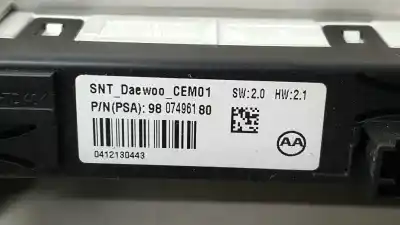 SNT_Daewoo_CEM01 SW:2.0 HW:2.1
P/N(PSA):98 07496180
AA
0412130443